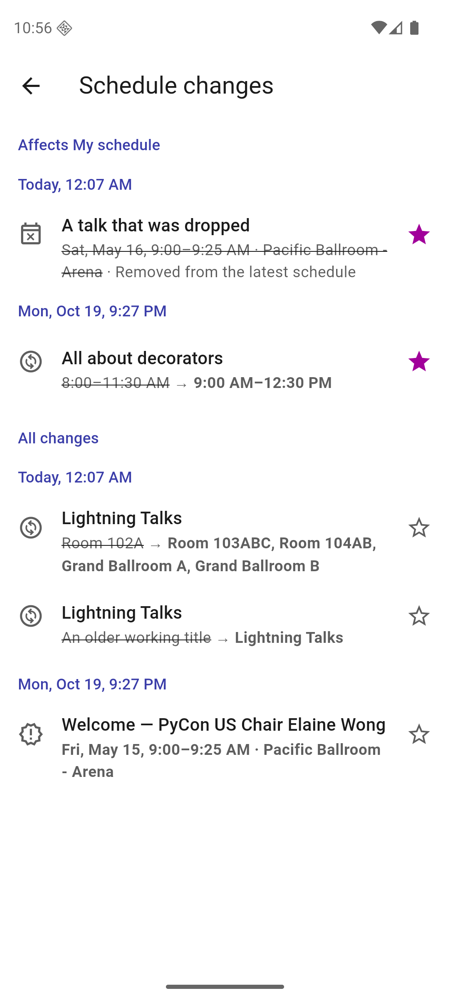 10:56
Schedule changes
Affects My schedule
Today, 12:07 AM
A talk that was dropped
Sat, May 16, 9:00–9:25 AM · Pacific Ballroom -
Arena · Removed from the latest schedule
Mon, Oct 19, 9:27 PM
All about decorators
8:00–11:30 AM → 9:00 AM–12:30 PM
All changes
Today, 12:07 AM
Lightning Talks
Room 102A → Room 103ABC, Room 104AB,
Grand Ballroom A, Grand Ballroom B
Lightning Talks
An older working title → Lightning Talks
Mon, Oct 19, 9:27 PM
Welcome — PyCon US Chair Elaine Wong
Fri, May 15, 9:00–9:25 AM · Pacific Ballroom
- Arena